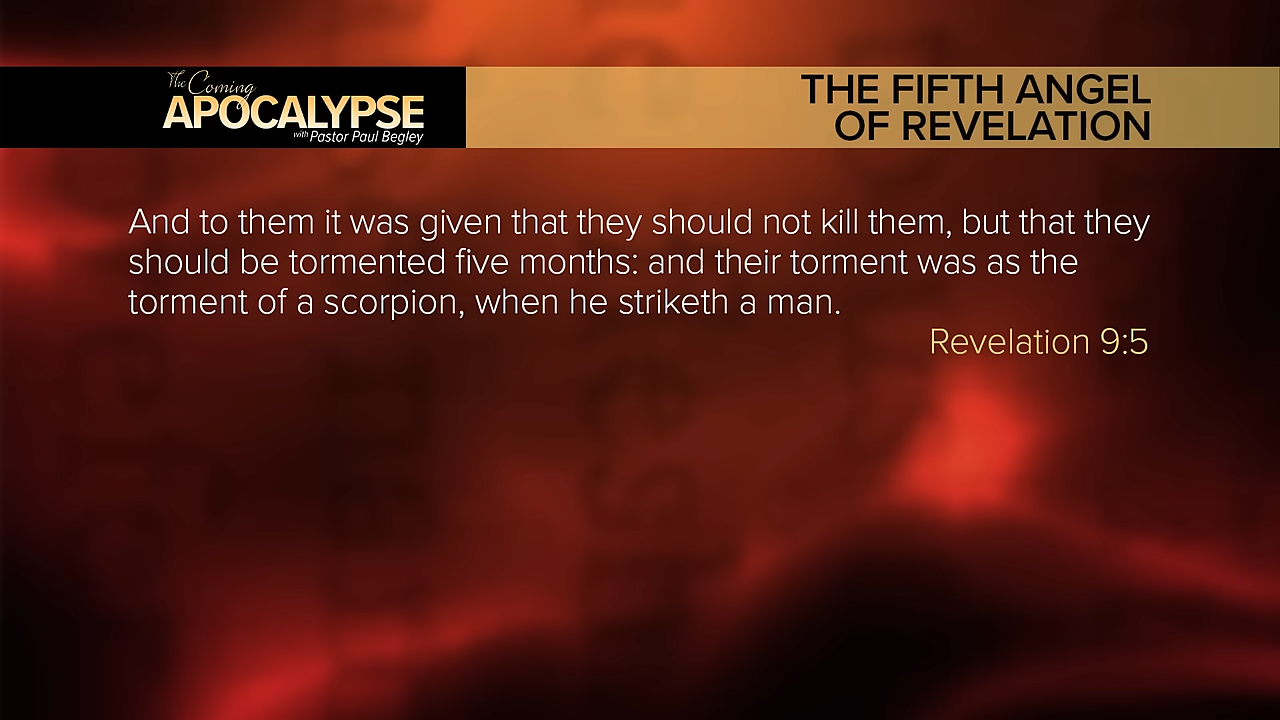 The Coming
APOCALYPSE
with Pastor Paul Begley
THE FIFTH ANGEL
OF REVELATION
And to them it was given that they should not kill them, but that they
should be tormented five months: and their torment was as the
torment of a scorpion, when he striketh a man.
Revelation 9:5